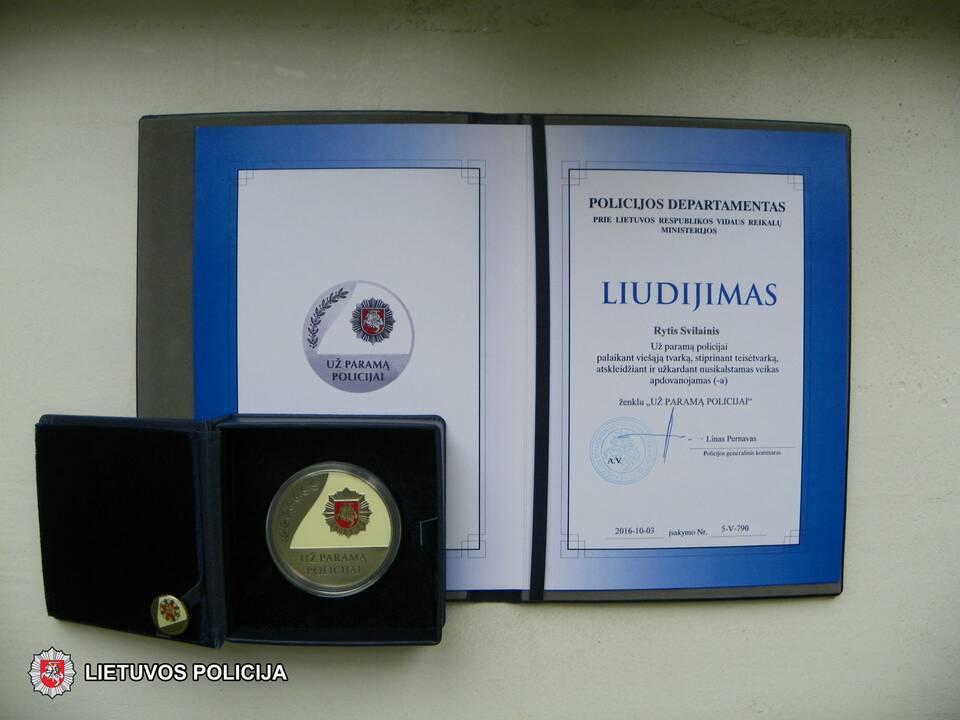 UŽ PARAMĄ
POLICIJAI
POLICIJOS DEPARTAMENTAS
PRIE LIETUVOS RESPUBLIKOS VIDAUS REIKALŲ
MINISTERIJOS
LIUDIJIMAS
Rytis Svilainis
Už paramą policijai
palaikant viešąją tvarką, stiprinant teisėtvarką,
atskleidžiant ir užkardant nusikalstamas veikas
apdovanojamas (-a)
ženklu „UŽ PARAMĄ POLICIJAI“
Linas Pernavas
Policijos generalinis komisaras
A.V.
2016-10-03 įsakymo Nr. 5-V-790
UŽ PARAMĄ
POLICIJAI
LIETUVOS POLICIJA